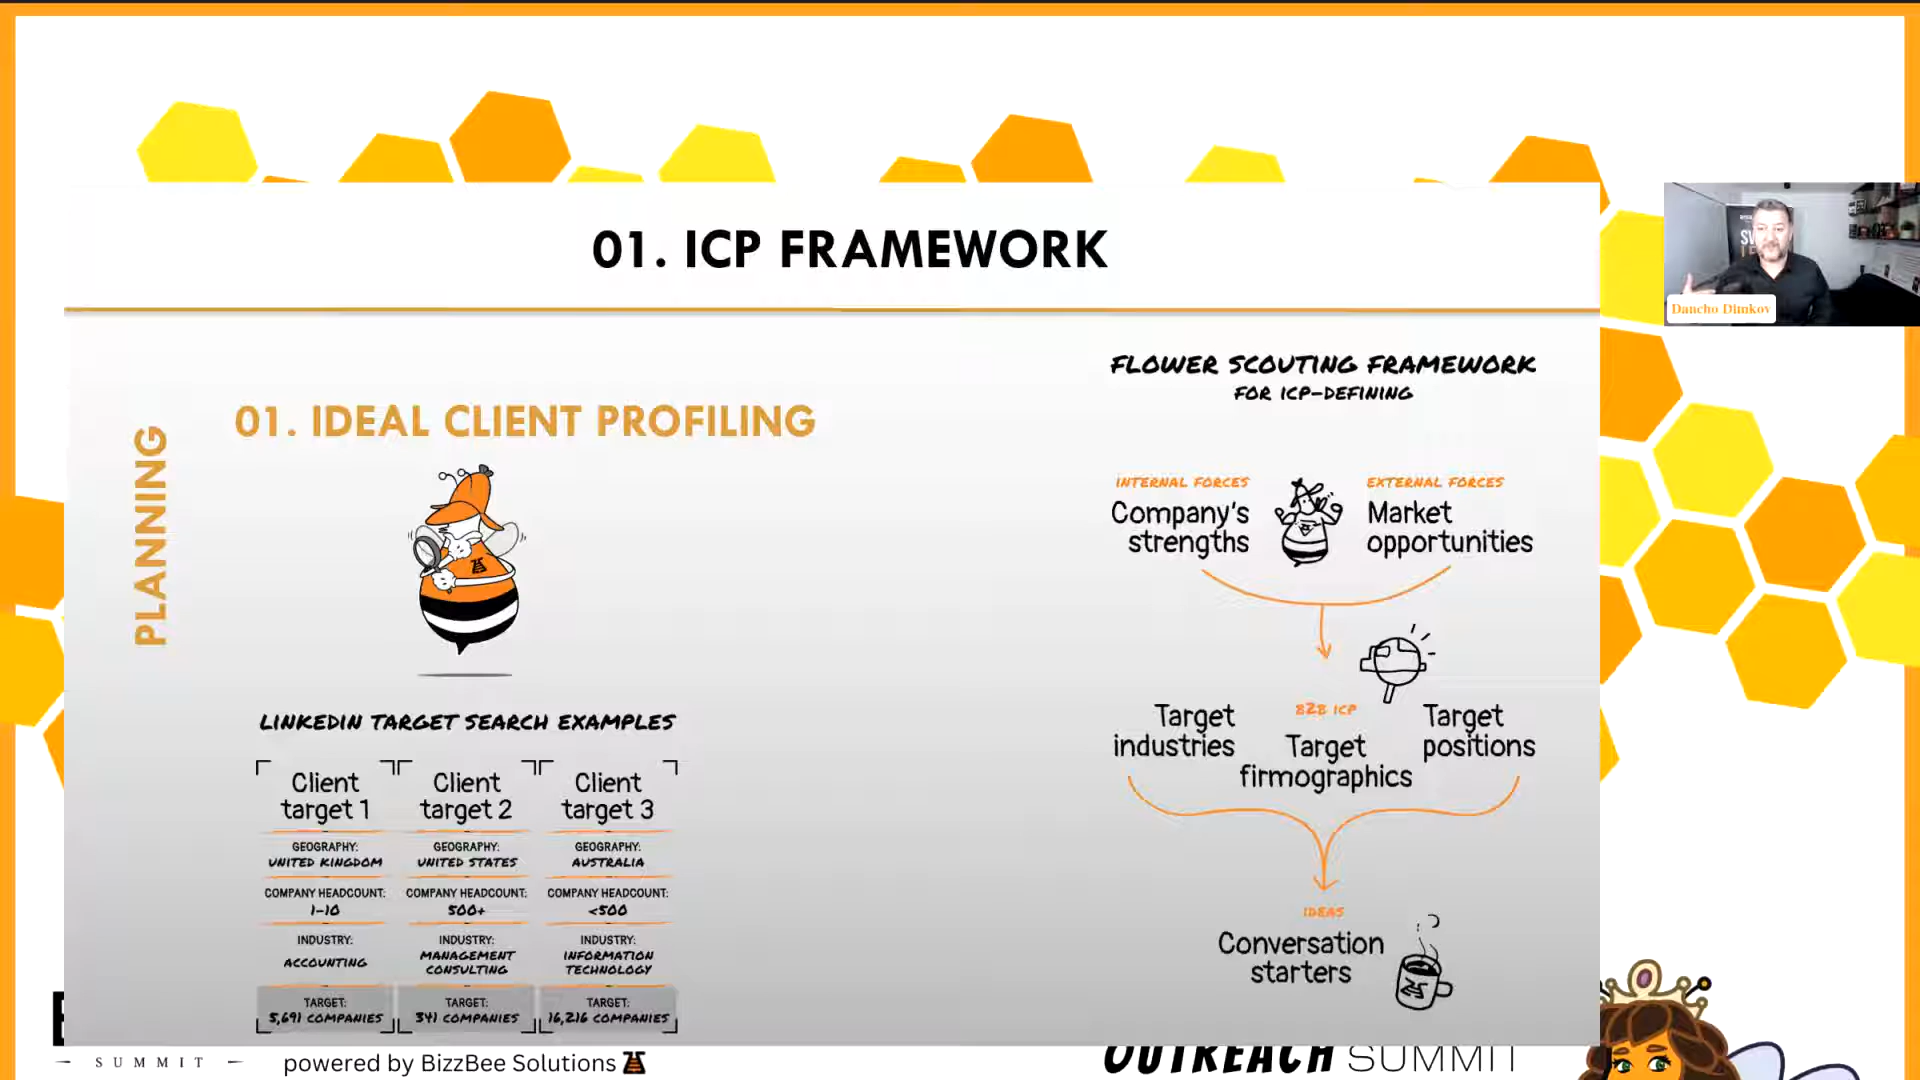 01. ICP FRAMEWORK
Dancho Dimkov
PLANNING
01. IDEAL CLIENT PROFILING
LINKEDIN TARGET SEARCH EXAMPLES
Client target 1
GEOGRAPHY:
UNITED KINGDOM
COMPANY HEADCOUNT:
1-10
INDUSTRY:
ACCOUNTING
TARGET:
5,691 COMPANIES
Client target 2
GEOGRAPHY:
UNITED STATES
COMPANY HEADCOUNT:
500+
INDUSTRY:
MANAGEMENT
CONSULTING
TARGET:
341 COMPANIES
Client target 3
GEOGRAPHY:
AUSTRALIA
COMPANY HEADCOUNT:
<500
INDUSTRY:
INFORMATION
TECHNOLOGY
TARGET:
16,216 COMPANIES
FLOWER SCOUTING FRAMEWORK
FOR ICP-DEFINING
INTERNAL FORCES
Company's
strengths
EXTERNAL FORCES
Market
opportunities
Target
industries
B2B ICP
Target
firmographics
Target
positions
IDEAS
Conversation
starters
SUMMIT
powered by BizzBee Solutions
OUTREACH SUMMIT